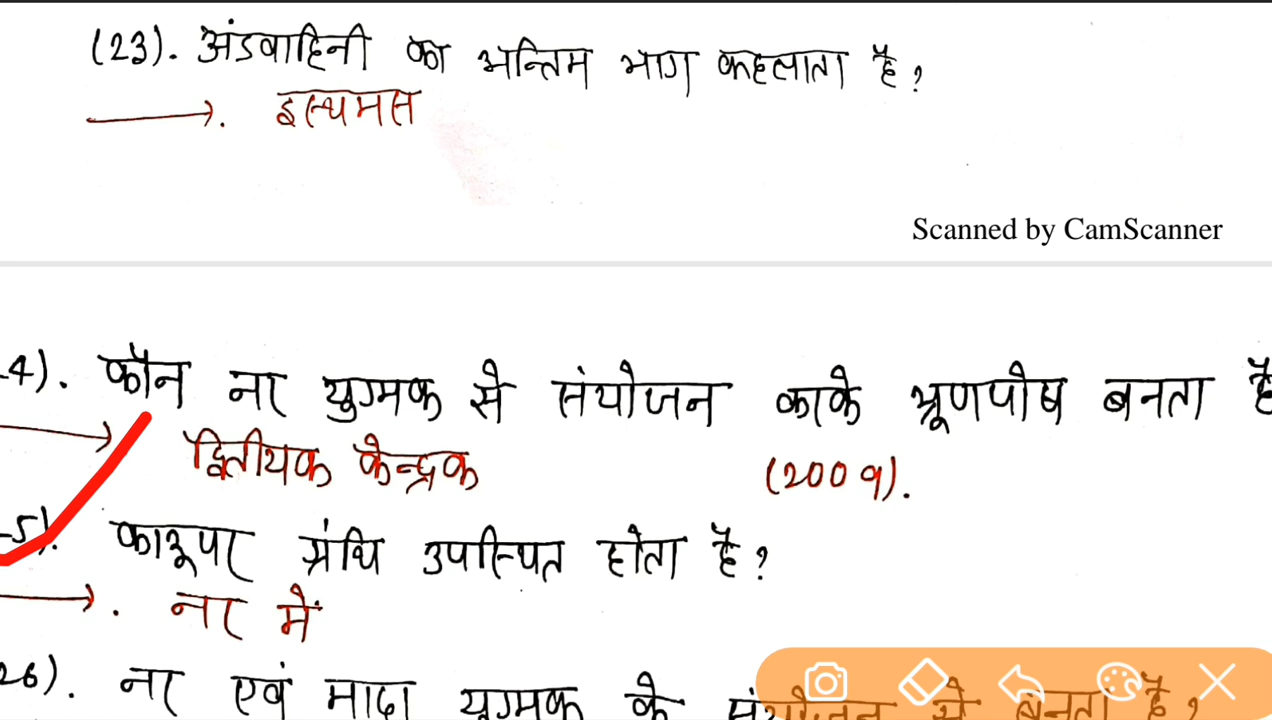 (23). अंडवाहिनी का अन्तिम भाग कहलाता है?
→. इस्थमस
Scanned by CamScanner
4). कौन नर युग्मक से संयोजन करके भ्रूणपोष बनता है
→ द्वितीयक केन्द्रक (2009).
5). काऊपर ग्रंथि उपस्थित होता है?
→. नर में
26). नर एवं मादा युग्मक के संयोजन से बनता है?